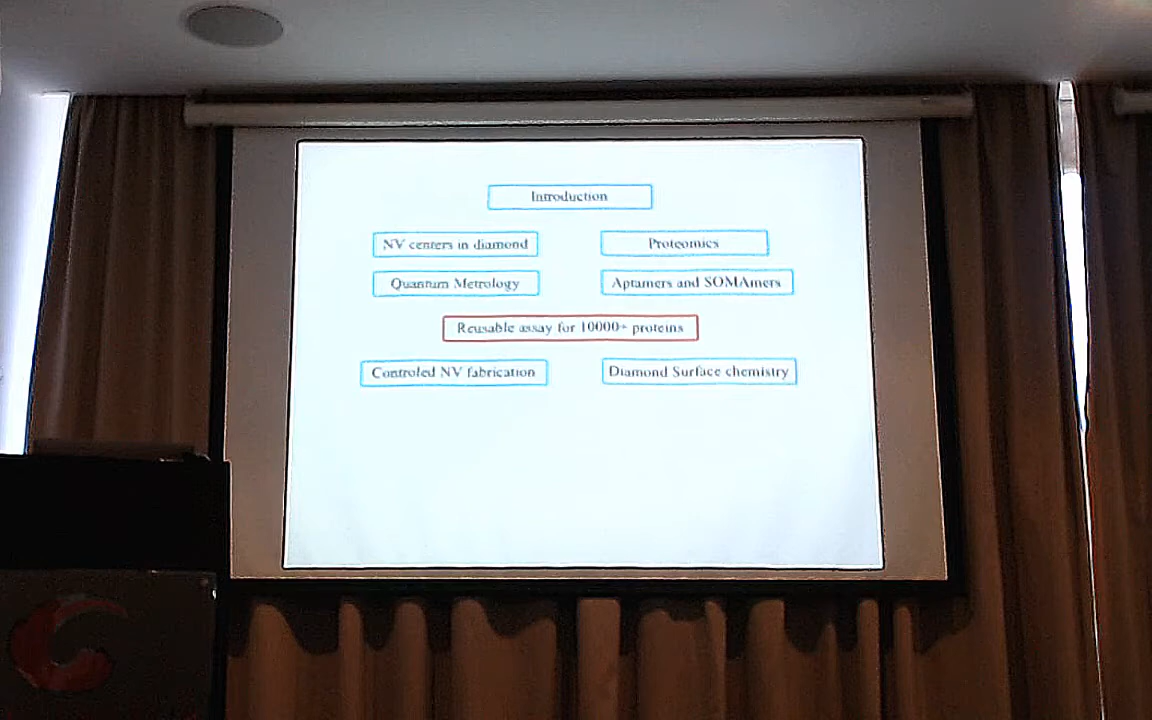 Introduction
NV centers in diamond
Proteomics
Quantum Metrology
Aptamers and SOMAmers
Reusable assay for 10000+ proteins
Controled NV fabrication
Diamond Surface chemistry